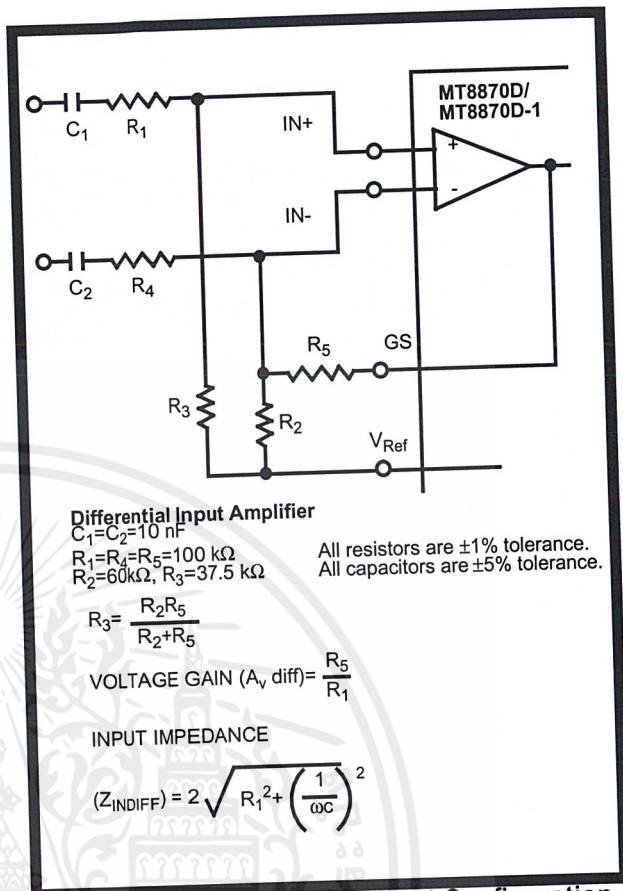 MT8870D/
MT8870D-1
C1 R1
IN+
+
-
IN-
C2 R4
R5 GS
R3
R2
VRef
Differential Input Amplifier
C1=C2=10 nF
R1=R4=R5=100 kΩ
R2=60kΩ, R3=37.5 kΩ
All resistors are ±1% tolerance.
All capacitors are ±5% tolerance.
R3= R2R5 / R2+R5
VOLTAGE GAIN (Av diff)= R5 / R1
INPUT IMPEDANCE
(ZINDIFF) = 2 √ R1²+ (1 / ωc)²